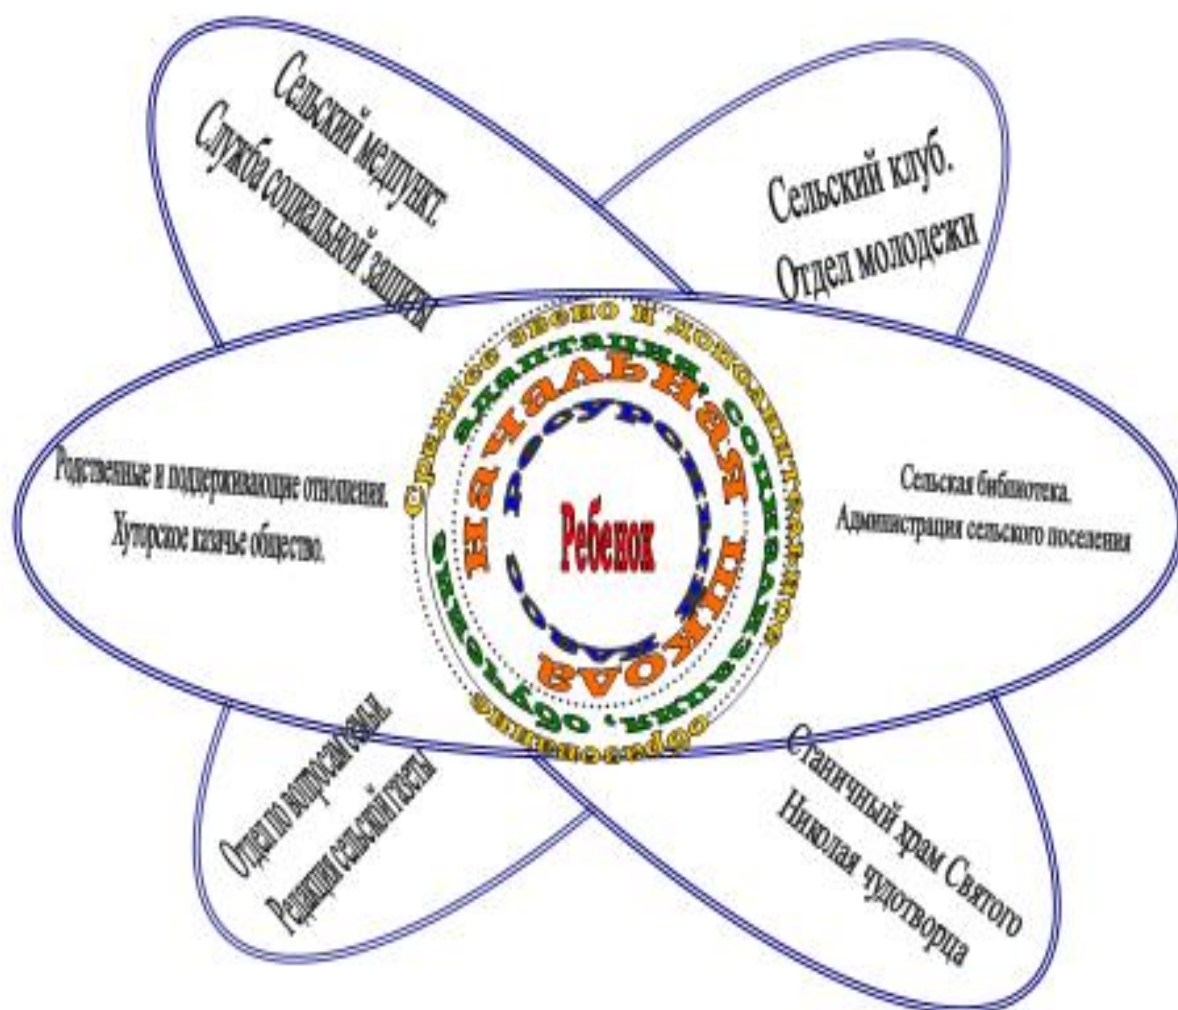 Сельский медпункт.
Служба социальной защиты
Сельский клуб.
Отдел молодежи
Среднее звено и дополнительное образование
адаптация, социализация, обучение
начальная школа
ресурсный класс
Ребенок
Родственные и поддерживающие отношения.
Хуторское казачье общество.
Сельская библиотека.
Администрация сельского поселения
Отдел по вопросам семьи.
Редакция сельской газеты
Станичный храм Святого
Николая чудотворца